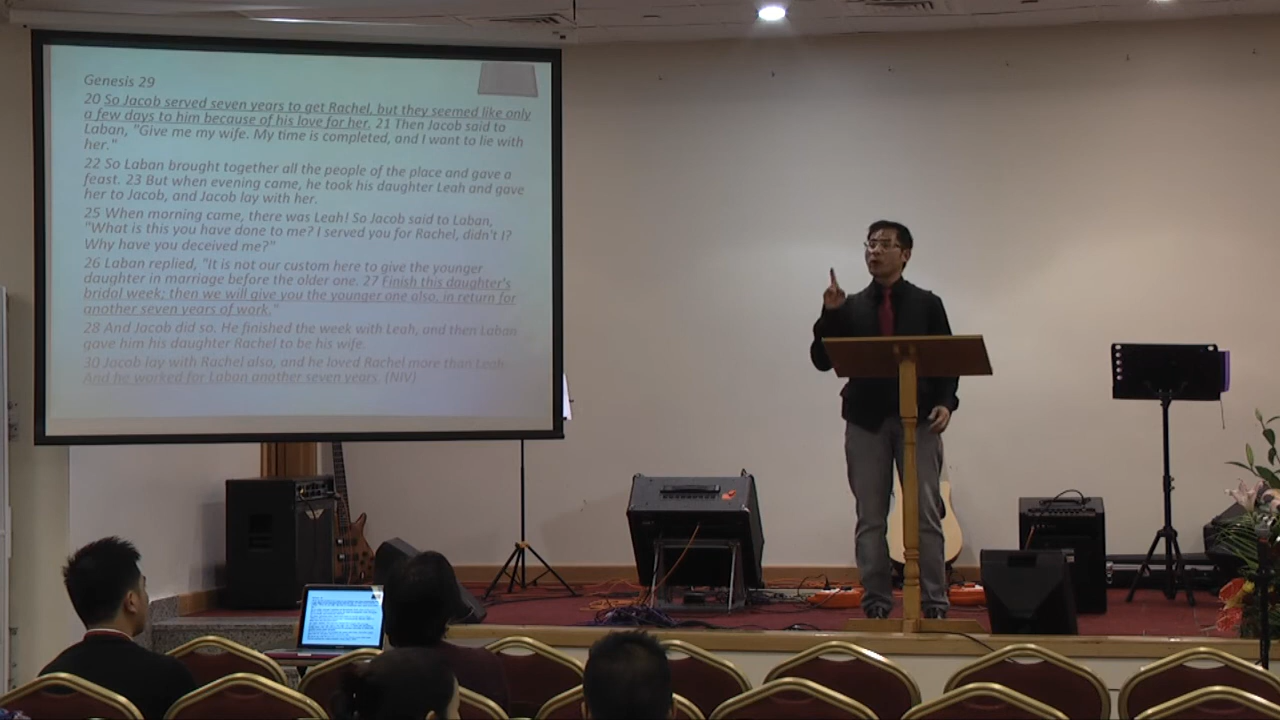 Genesis 29
20 So Jacob served seven years to get Rachel, but they seemed like only
a few days to him because of his love for her. 21 Then Jacob said to
Laban, "Give me my wife. My time is completed, and I want to lie with
her."
22 So Laban brought together all the people of the place and gave a
feast. 23 But when evening came, he took his daughter Leah and gave
her to Jacob, and Jacob lay with her.
25 When morning came, there was Leah! So Jacob said to Laban,
"What is this you have done to me? I served you for Rachel, didn't I?
Why have you deceived me?"
26 Laban replied, "It is not our custom here to give the younger
daughter in marriage before the older one. 27 Finish this daughter's
bridal week; then we will give you the younger one also, in return for
another seven years of work."
28 And Jacob did so. He finished the week with Leah, and then Laban
gave him his daughter Rachel to be his wife.
30 Jacob lay with Rachel also, and he loved Rachel more than Leah.
And he worked for Laban another seven years. (NIV)